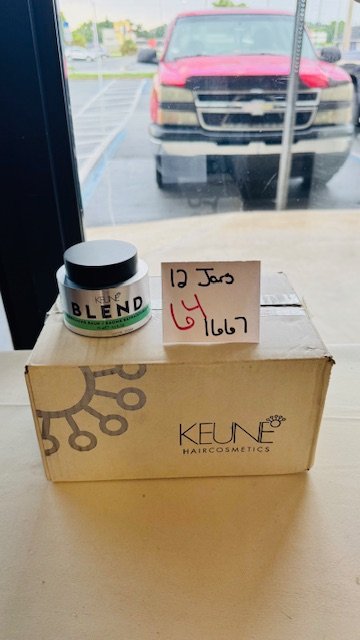 12 Jars
64
1667
KEUNE
BLEND
KEUNE
HAIRCOSMETICS